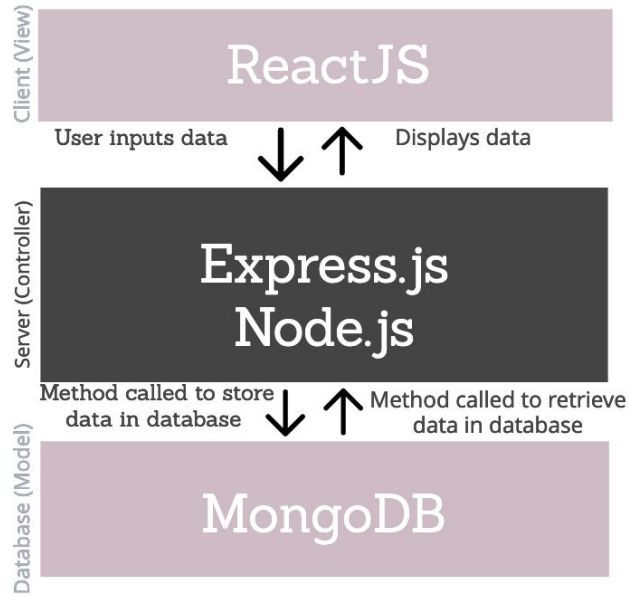 Client (View)
ReactJS
User inputs data
Displays data
Server (Controller)
Express.js
Node.js
Method called to store
data in database
Method called to retrieve
data in database
Database (Model)
MongoDB